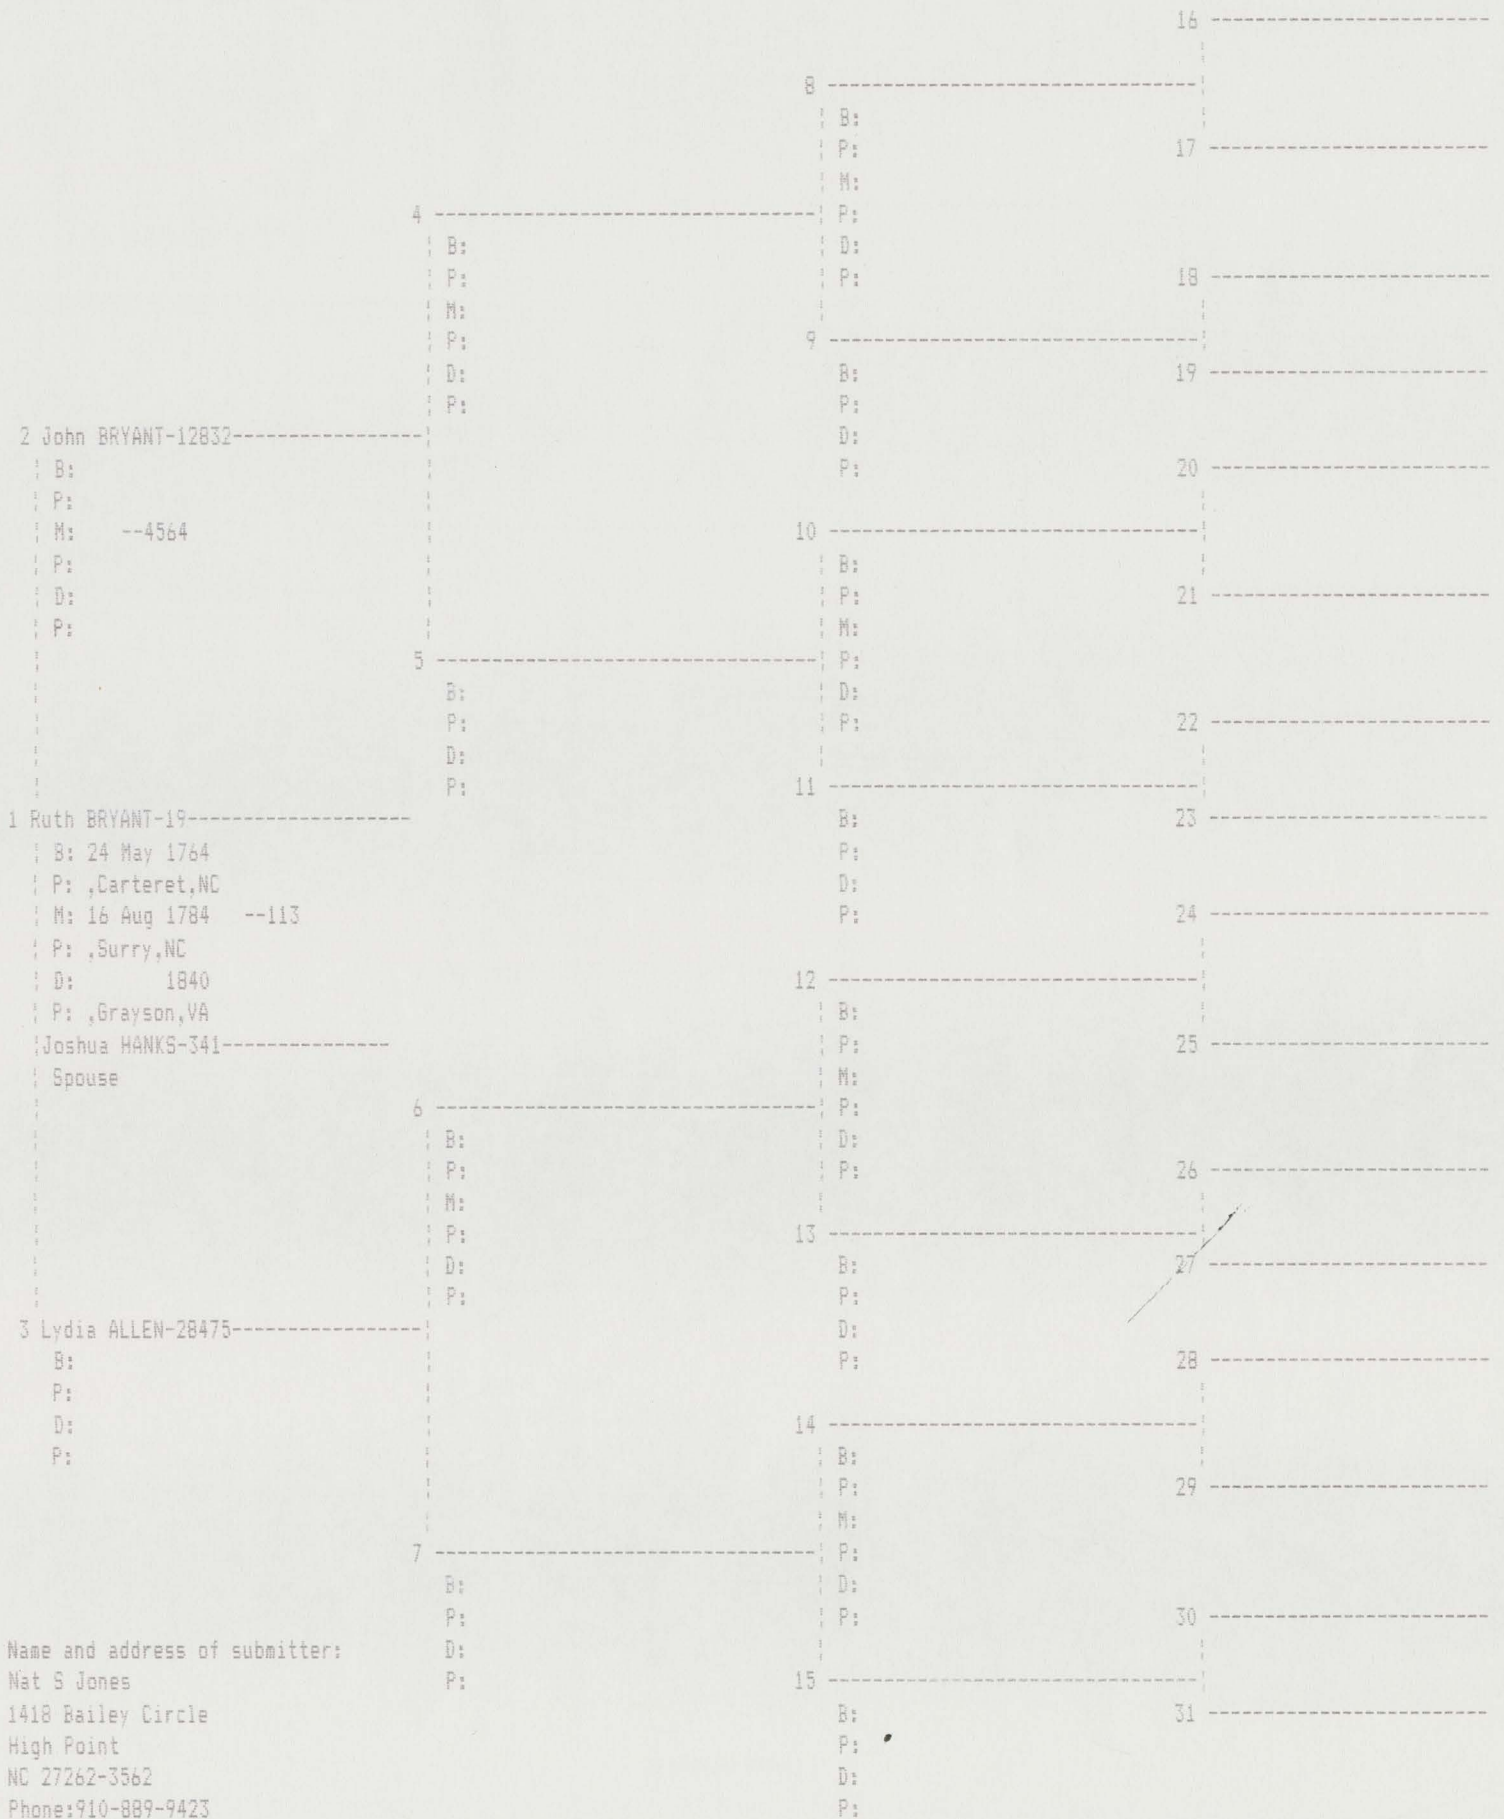 16 ------------------------------
8 ----------------------------------------
B:
P:
17 ------------------------------
M:
4 ----------------------------------------
P:
B:
D:
P:
P:
18 ------------------------------
M:
P:
9 ----------------------------------------
D:
B:
19 ------------------------------
P:
P:
2 John BRYANT-12832-----------------
D:
B:
P:
20 ------------------------------
P:
M: --4564
10 ----------------------------------------
P:
B:
D:
P:
21 ------------------------------
P:
M:
5 ----------------------------------------
P:
B:
D:
P:
P:
22 ------------------------------
D:
P:
11 ----------------------------------------
1 Ruth BRYANT-19--------------------
B:
23 ------------------------------
B: 24 May 1764
P:
P: ,Carteret,NC
D:
M: 16 Aug 1784 --113
P:
24 ------------------------------
P: ,Surry,NC
D: 1840
12 ----------------------------------------
P: ,Grayson,VA
B:
Joshua HANKS-341---------------
P:
25 ------------------------------
Spouse
M:
6 ----------------------------------------
P:
B:
D:
P:
P:
26 ------------------------------
M:
P:
13 ----------------------------------------
D:
B:
27 ------------------------------
P:
P:
3 Lydia ALLEN-28475-----------------
D:
B:
P:
28 ------------------------------
P:
D:
14 ----------------------------------------
P:
B:
P:
29 ------------------------------
M:
7 ----------------------------------------
P:
B:
D:
P:
P:
30 ------------------------------
Name and address of submitter:
D:
Nat S Jones
P:
15 ----------------------------------------
1418 Bailey Circle
B:
31 ------------------------------
High Point
P:
NC 27262-3562
D:
Phone:910-889-9423
P: